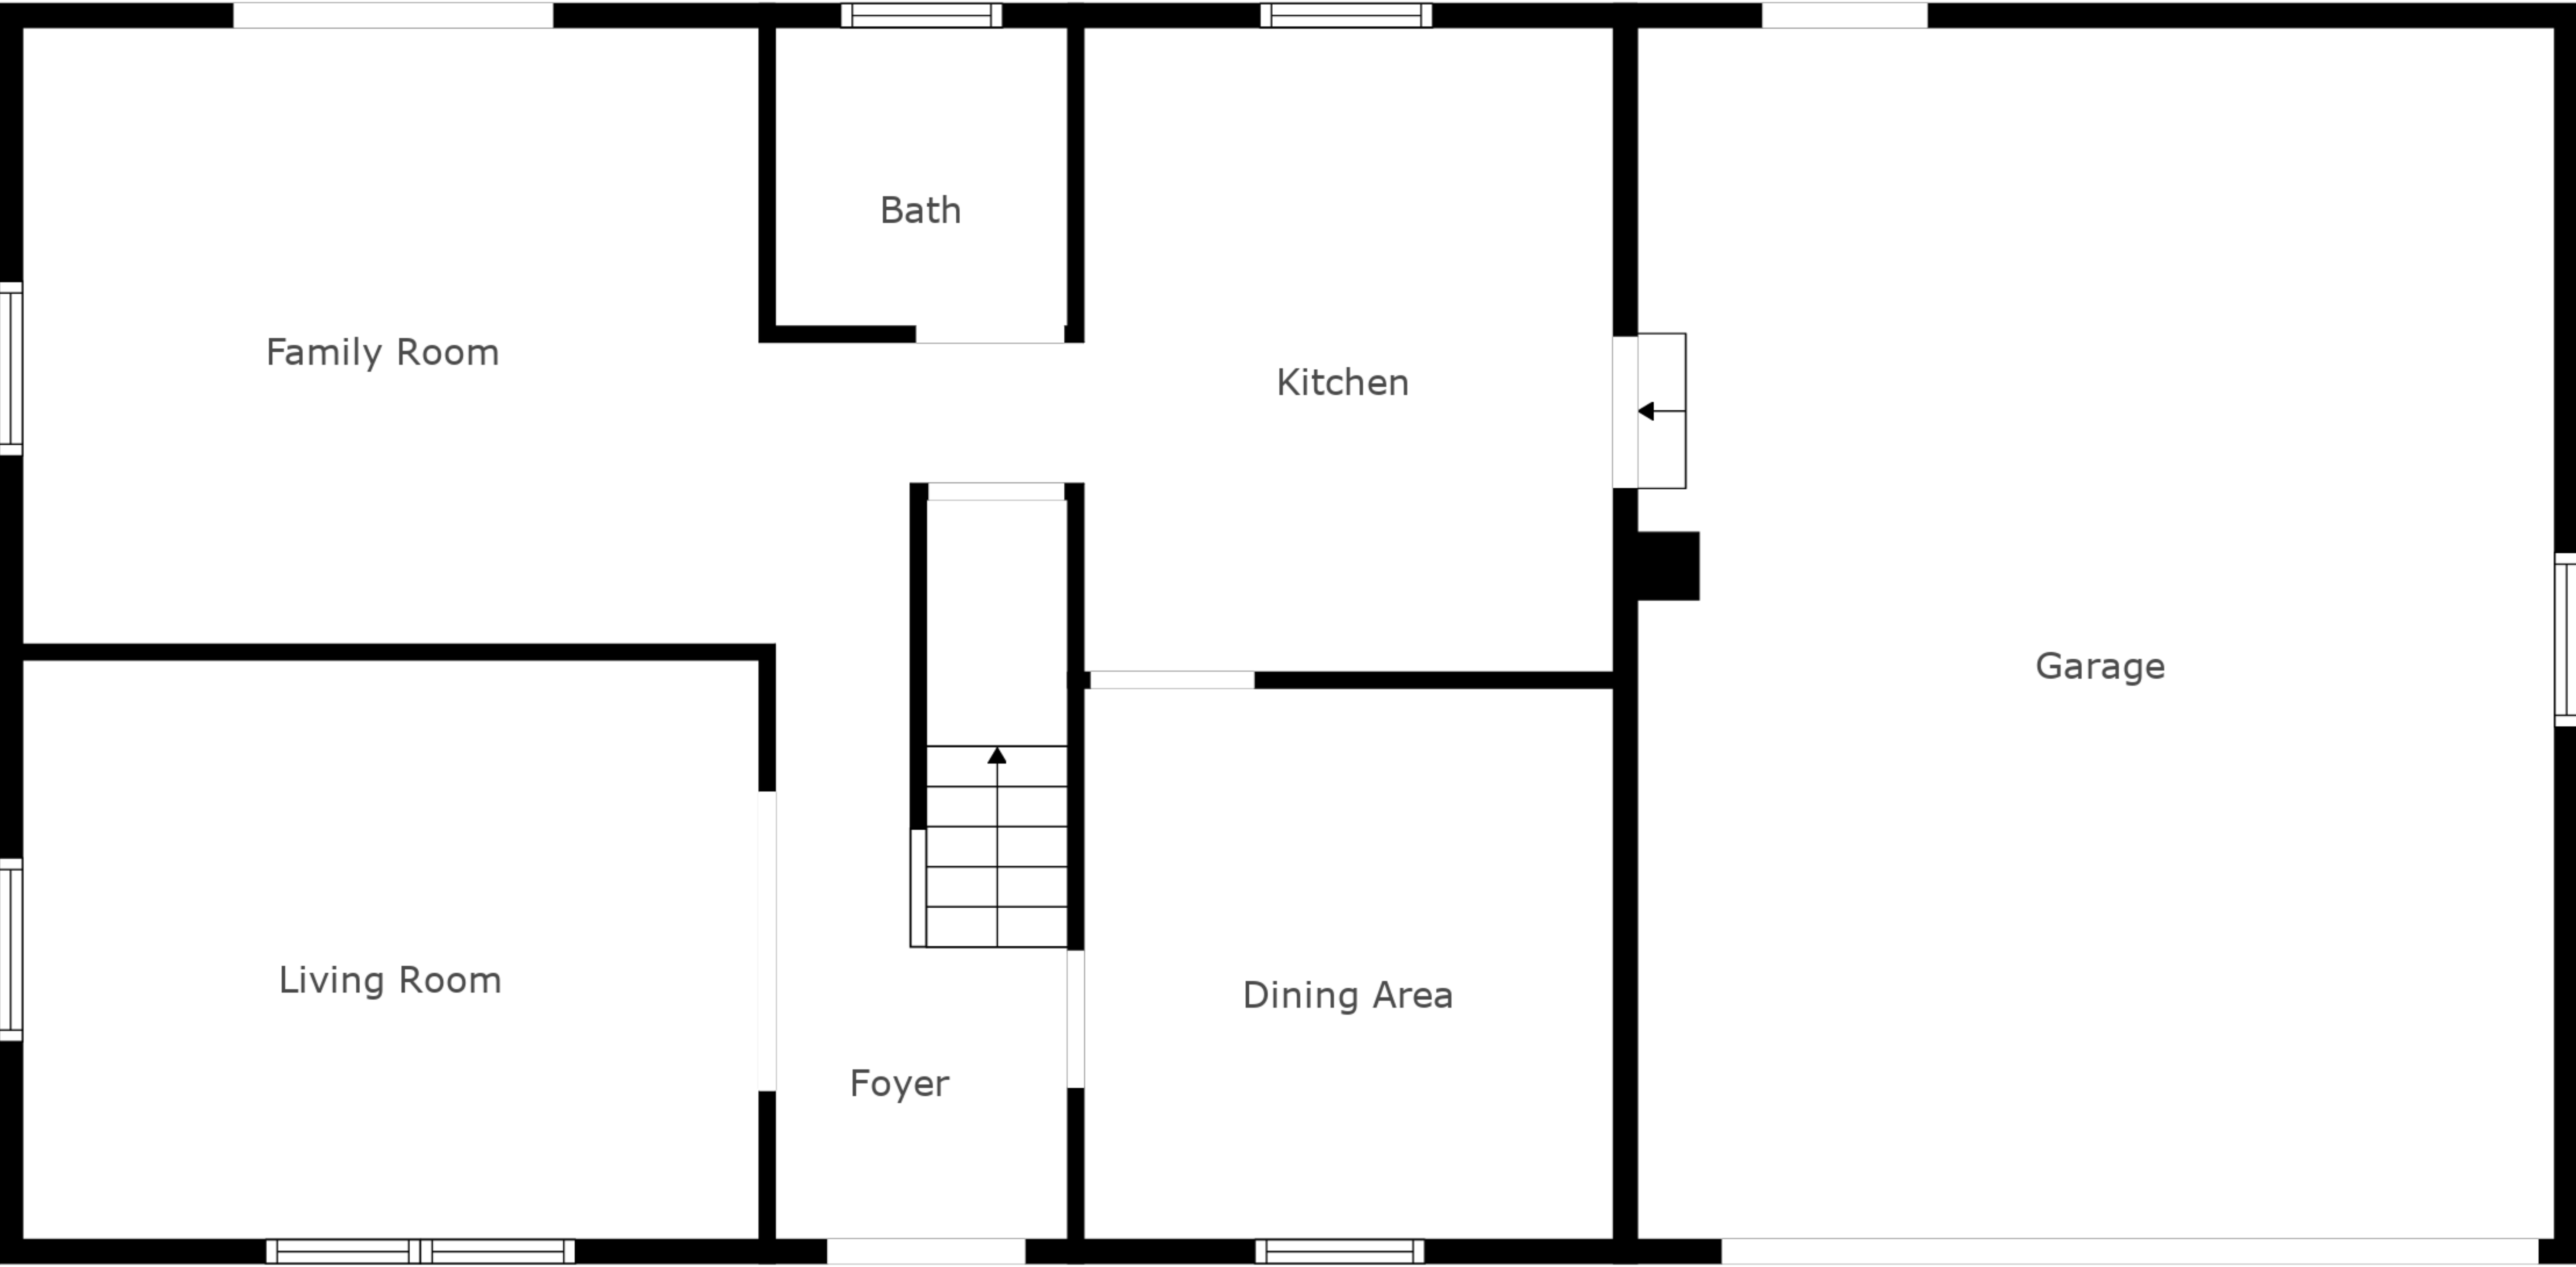 Bath
Family Room
Kitchen
Garage
Living Room
Dining Area
Foyer